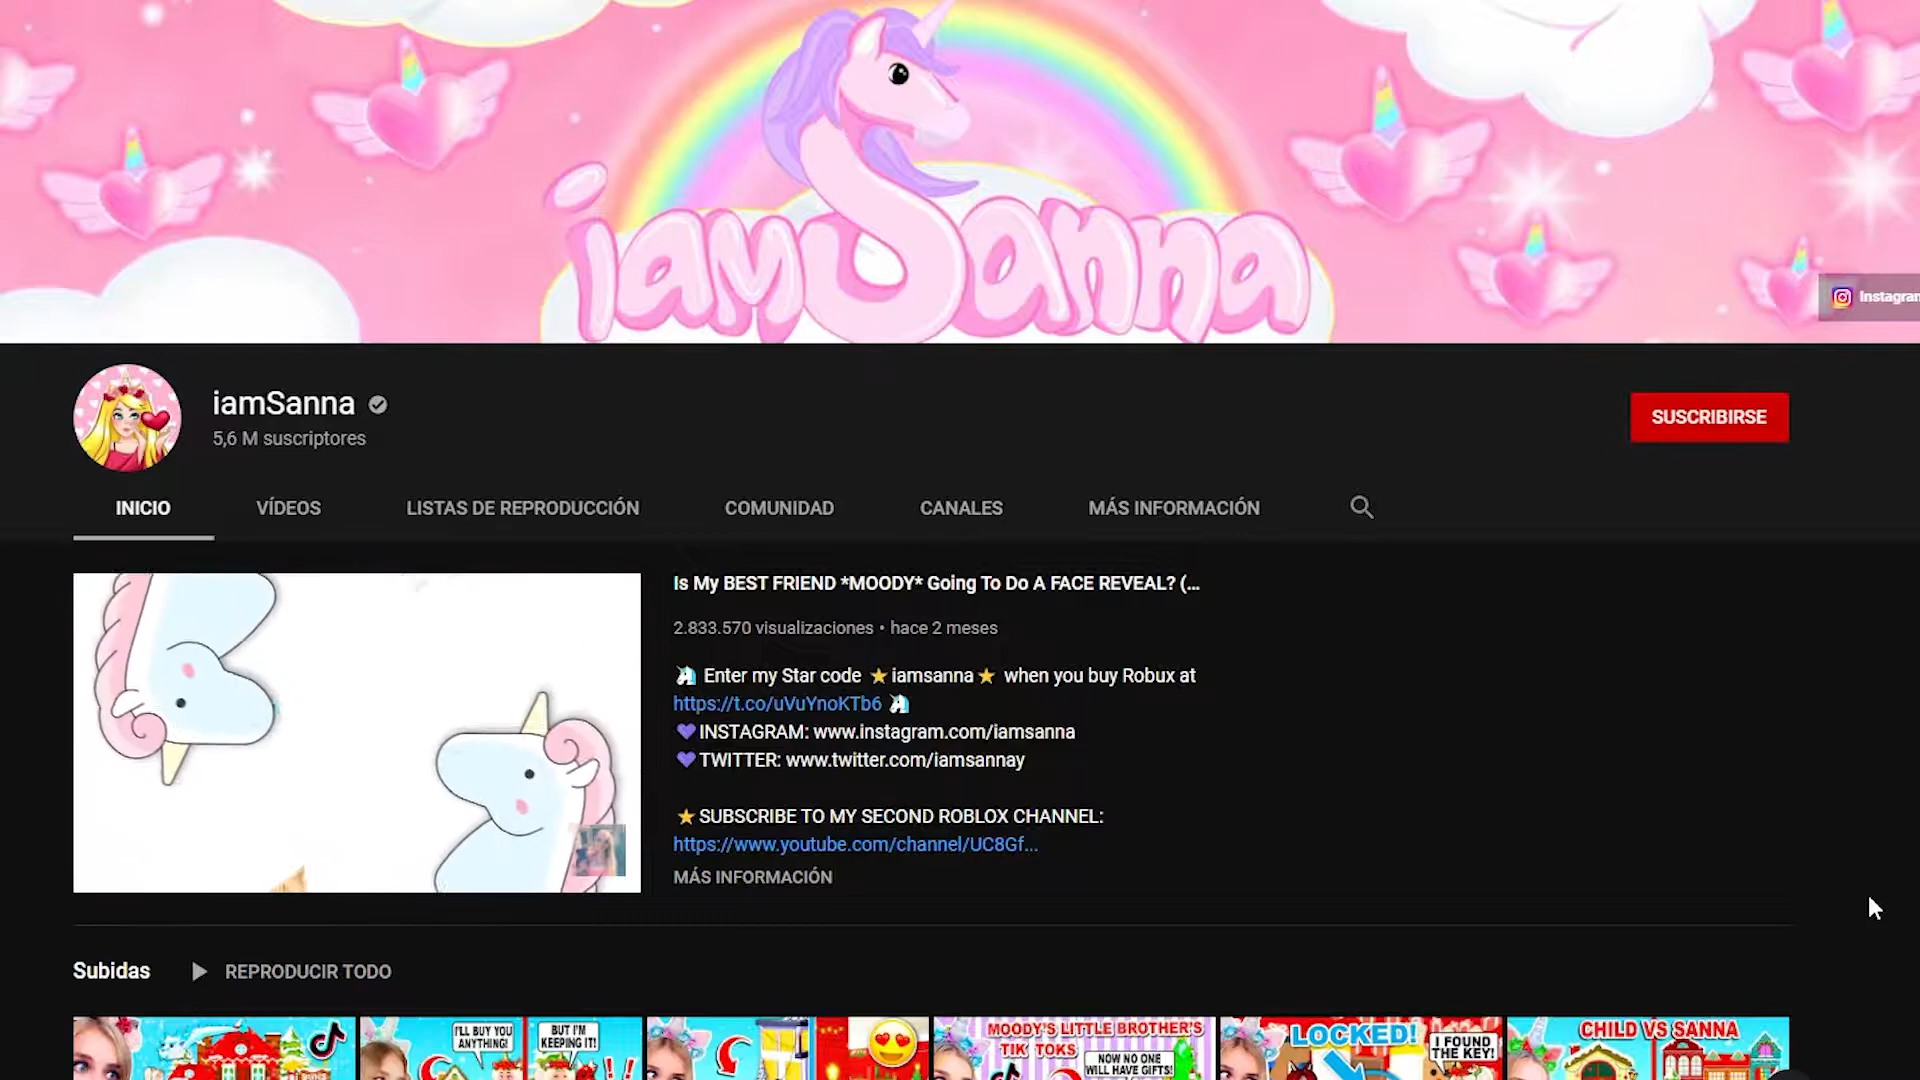 iamSanna
Instagram
iamSanna
5,6 M suscriptores
SUSCRIBIRSE
INICIO
VÍDEOS
LISTAS DE REPRODUCCIÓN
COMUNIDAD
CANALES
MÁS INFORMACIÓN
Is My BEST FRIEND *MOODY* Going To Do A FACE REVEAL? (...
2.833.570 visualizaciones • hace 2 meses
Enter my Star code ⭐iamsanna⭐ when you buy Robux at
https://t.co/uVuYnoKTb6
💜INSTAGRAM: www.instagram.com/iamsanna
💜TWITTER: www.twitter.com/iamsannay
⭐SUBSCRIBE TO MY SECOND ROBLOX CHANNEL:
https://www.youtube.com/channel/UC8Gf...
MÁS INFORMACIÓN
Subidas
REPRODUCIR TODO
I'LL BUY YOU
ANYTHING!
BUT I'M
KEEPING IT!
!!
MOODY'S LITTLE BROTHER'S
TIK TOKS
NOW NO ONE
WILL HAVE GIFTS!
LOCKED!
I FOUND
THE KEY!
CHILD VS SANNA